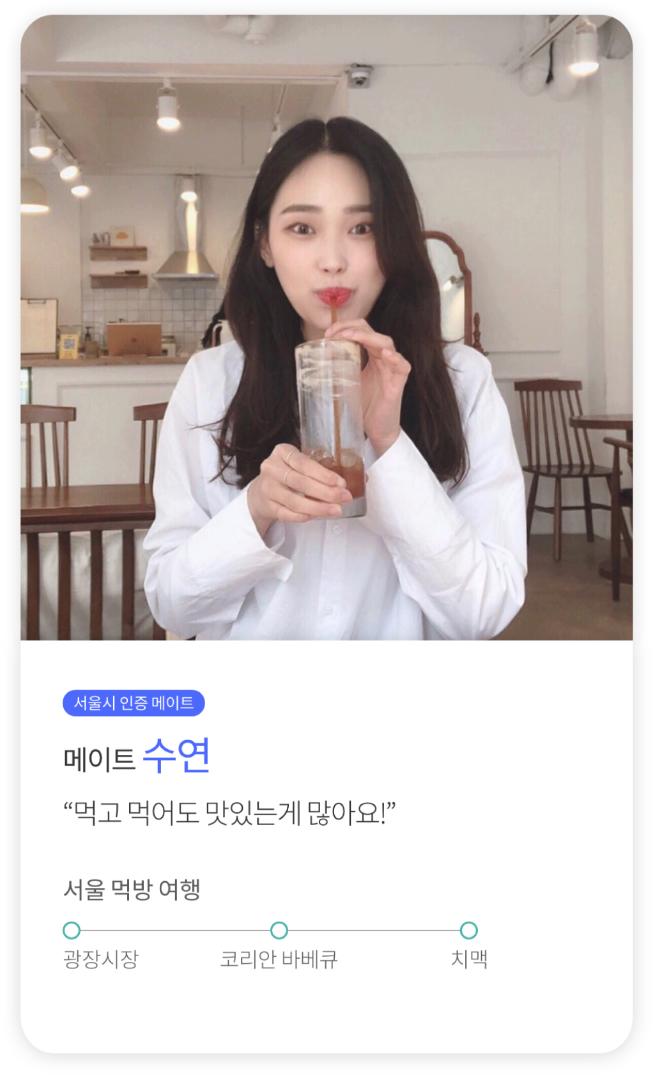 서울시 인증 메이트
메이트 수연
“먹고 먹어도 맛있는게 많아요!”
서울 먹방 여행
광장시장 코리안 바베큐 치맥